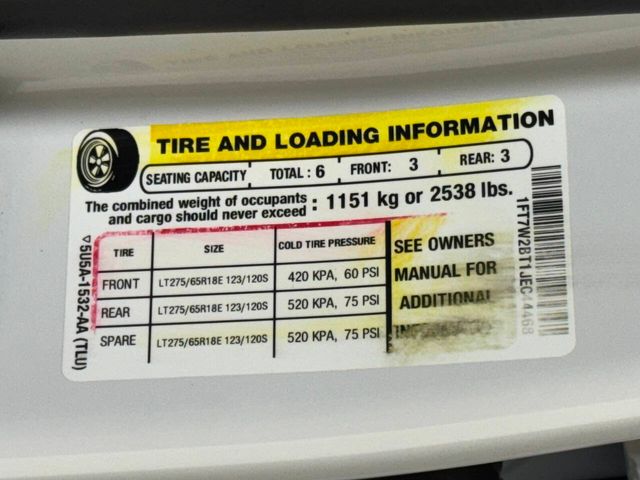 TIRE AND LOADING INFORMATION
SEATING CAPACITY TOTAL : 6 FRONT: 3 REAR: 3
The combined weight of occupants
and cargo should never exceed : 1151 kg or 2538 lbs.
TIRE SIZE COLD TIRE PRESSURE
FRONT LT275/65R18E 123/120S 420 KPA, 60 PSI
REAR LT275/65R18E 123/120S 520 KPA, 75 PSI
SPARE LT275/65R18E 123/120S 520 KPA, 75 PSI
SEE OWNERS
MANUAL FOR
ADDITIONAL
INFORMATION
▽5U5A-1532-AA (TLU)
1FT7W2BT1JEC44468